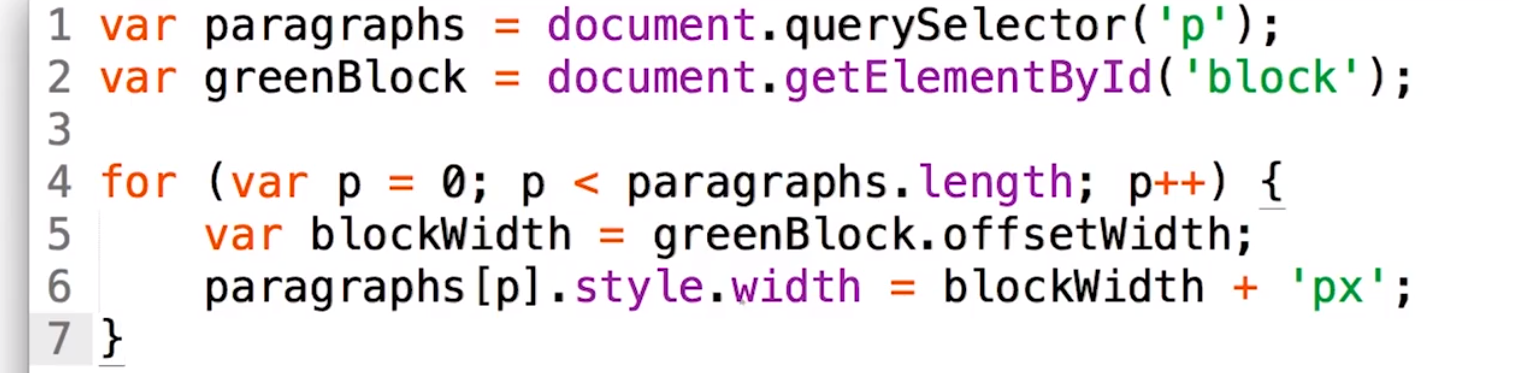 1 var paragraphs = document.querySelector('p');
2 var greenBlock = document.getElementById('block');
3
4 for (var p = 0; p < paragraphs.length; p++) {
5     var blockWidth = greenBlock.offsetWidth;
6     paragraphs[p].style.width = blockWidth + 'px';
7 }